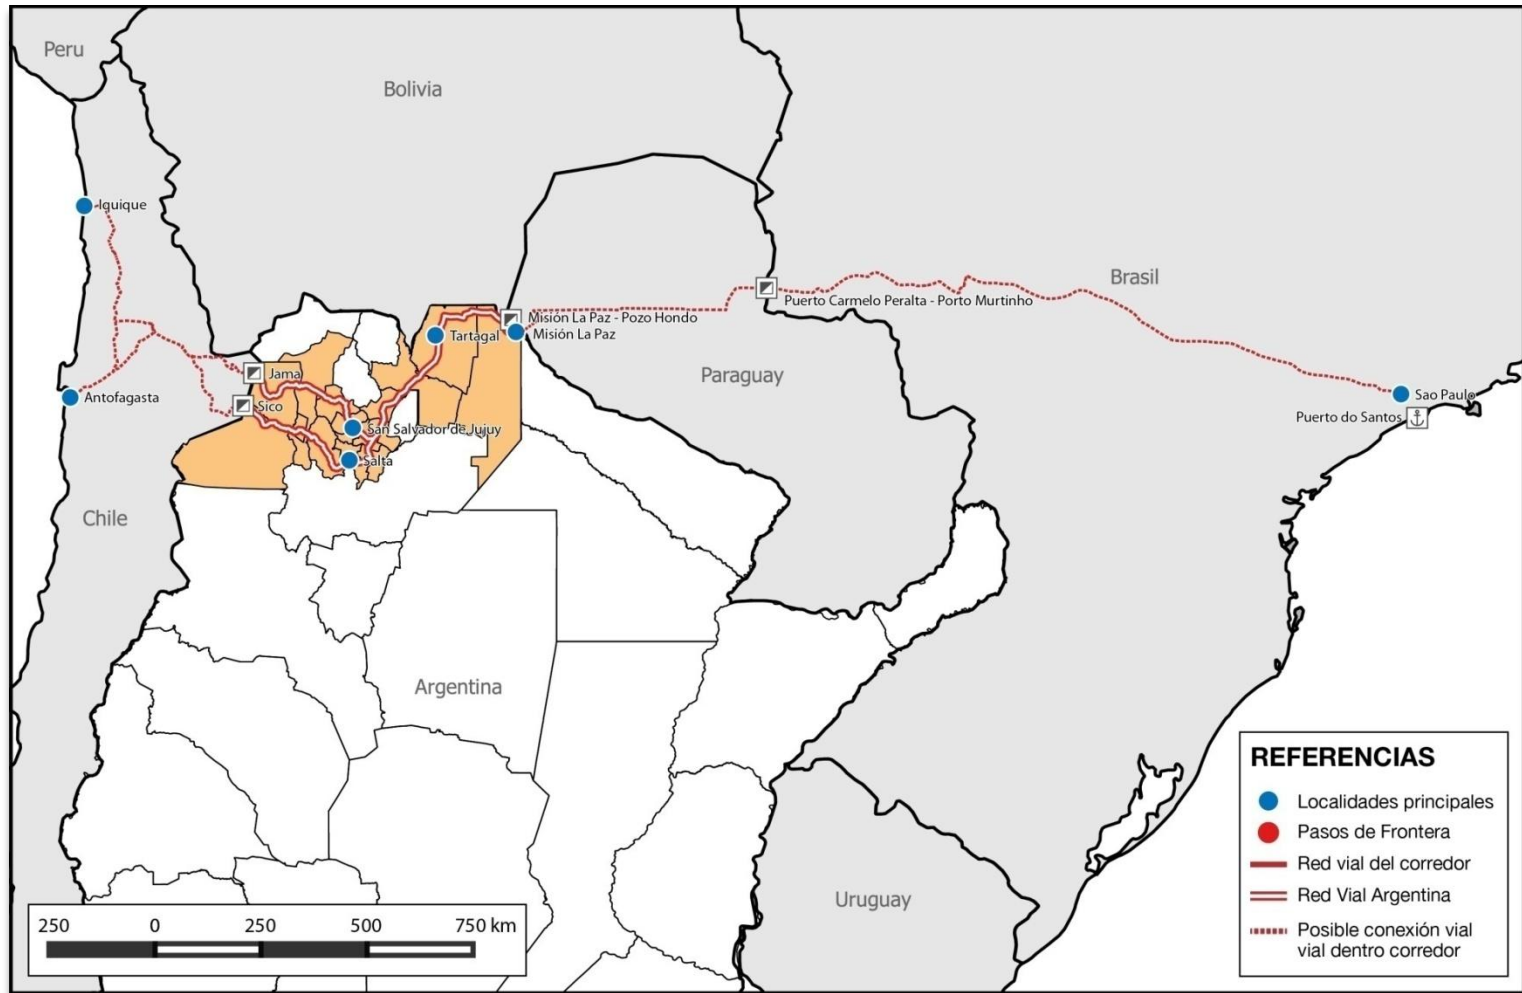 Peru
Bolivia
Iquique
Brasil
Puerto Carmelo Peralta - Porto Murtinho
Misión La Paz - Pozo Hondo
Misión La Paz
Tartagal
Jama
Paraguay
Antofagasta
Sao Paulo
Sico
Puerto do Santos
San Salvador de Jujuy
Salta
Chile
Argentina
Uruguay
REFERENCIAS
Localidades principales
Pasos de Frontera
Red vial del corredor
Red Vial Argentina
Posible conexión vial
vial dentro corredor
250 0 250 500 750 km